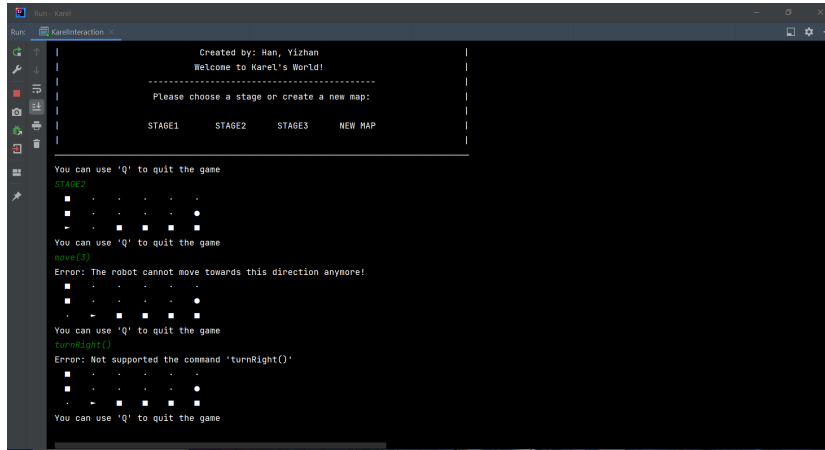 Run - Karel
Run: KarelInteraction ×
Created by: Han, Yizhan
Welcome to Karel's World!
---------------------------------------------
Please choose a stage or create a new map:
STAGE1 STAGE2 STAGE3 NEW MAP
You can use 'Q' to quit the game
STAGE2
You can use 'Q' to quit the game
move(3)
Error: The robot cannot move towards this direction anymore!
You can use 'Q' to quit the game
turnRight()
Error: Not supported the command 'turnRight()'
You can use 'Q' to quit the game